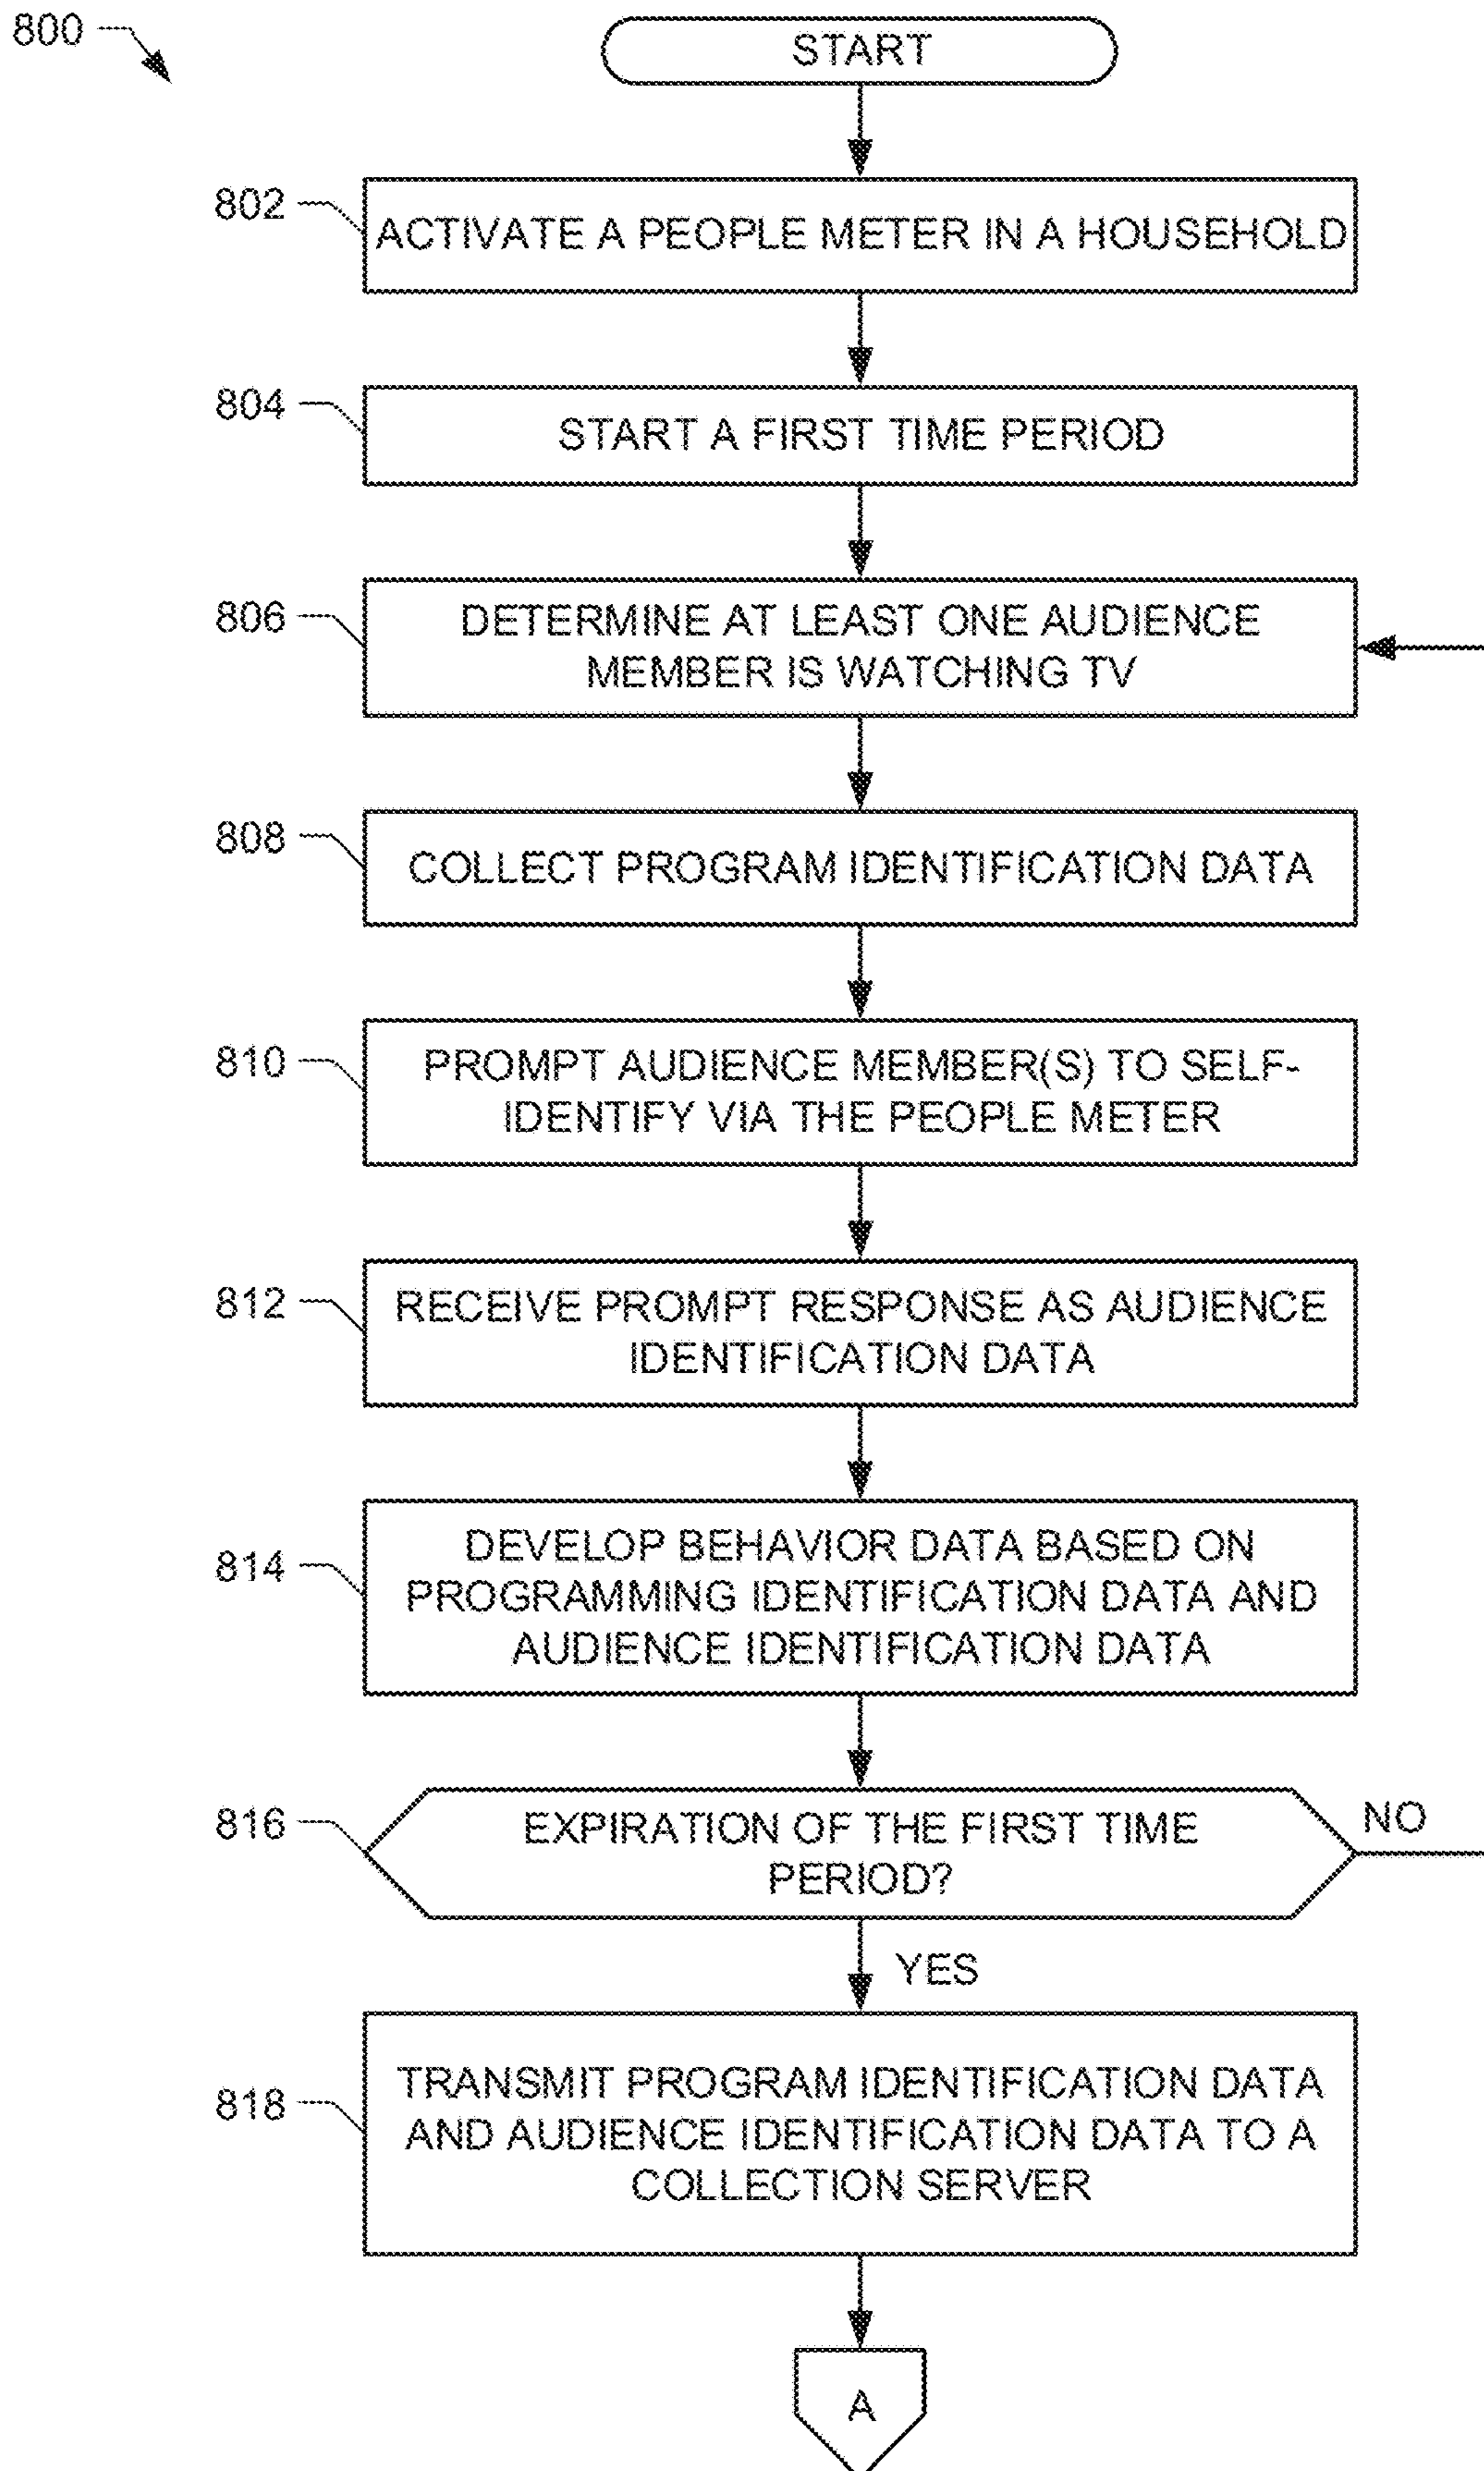 800
START
802
ACTIVATE A PEOPLE METER IN A HOUSEHOLD
804
START A FIRST TIME PERIOD
806
DETERMINE AT LEAST ONE AUDIENCE
MEMBER IS WATCHING TV
808
COLLECT PROGRAM IDENTIFICATION DATA
810
PROMPT AUDIENCE MEMBER(S) TO SELF-
IDENTIFY VIA THE PEOPLE METER
812
RECEIVE PROMPT RESPONSE AS AUDIENCE
IDENTIFICATION DATA
814
DEVELOP BEHAVIOR DATA BASED ON
PROGRAMMING IDENTIFICATION DATA AND
AUDIENCE IDENTIFICATION DATA
816
EXPIRATION OF THE FIRST TIME
PERIOD?
NO
YES
818
TRANSMIT PROGRAM IDENTIFICATION DATA
AND AUDIENCE IDENTIFICATION DATA TO A
COLLECTION SERVER
A